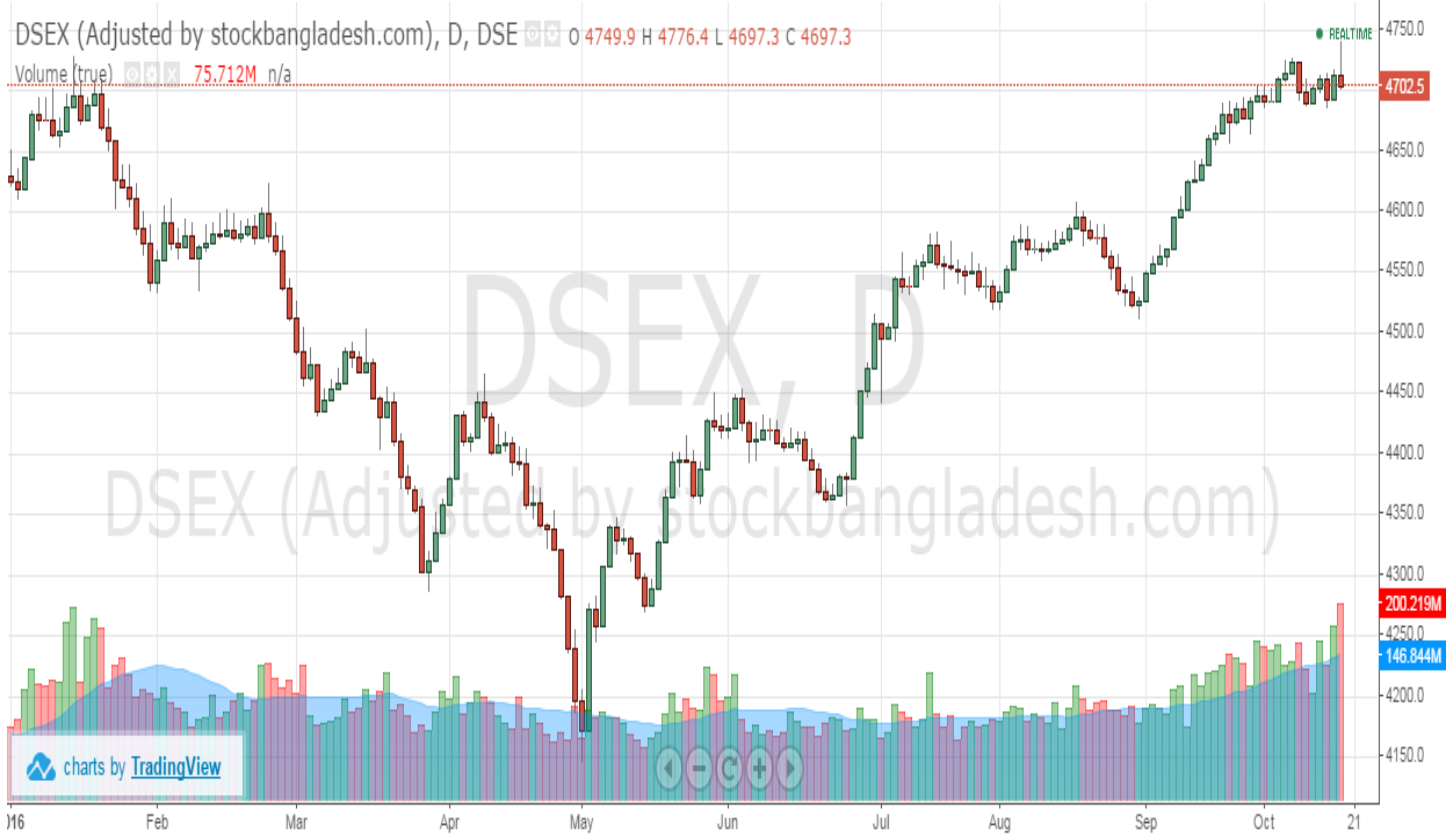 DSEX (Adjusted by stockbangladesh.com), D, DSE O 4749.9 H 4776.4 L 4697.3 C 4697.3
REALTIME
Volume (true) 75.712M n/a
4750.0
4702.5
4650.0
4600.0
4550.0
4500.0
4450.0
4400.0
4350.0
4300.0
200.219M
4250.0
146.844M
4200.0
4150.0
DSEX, D
DSEX (Adjusted by stockbangladesh.com)
charts by TradingView
016 Feb Mar Apr May Jun Jul Aug Sep Oct 21